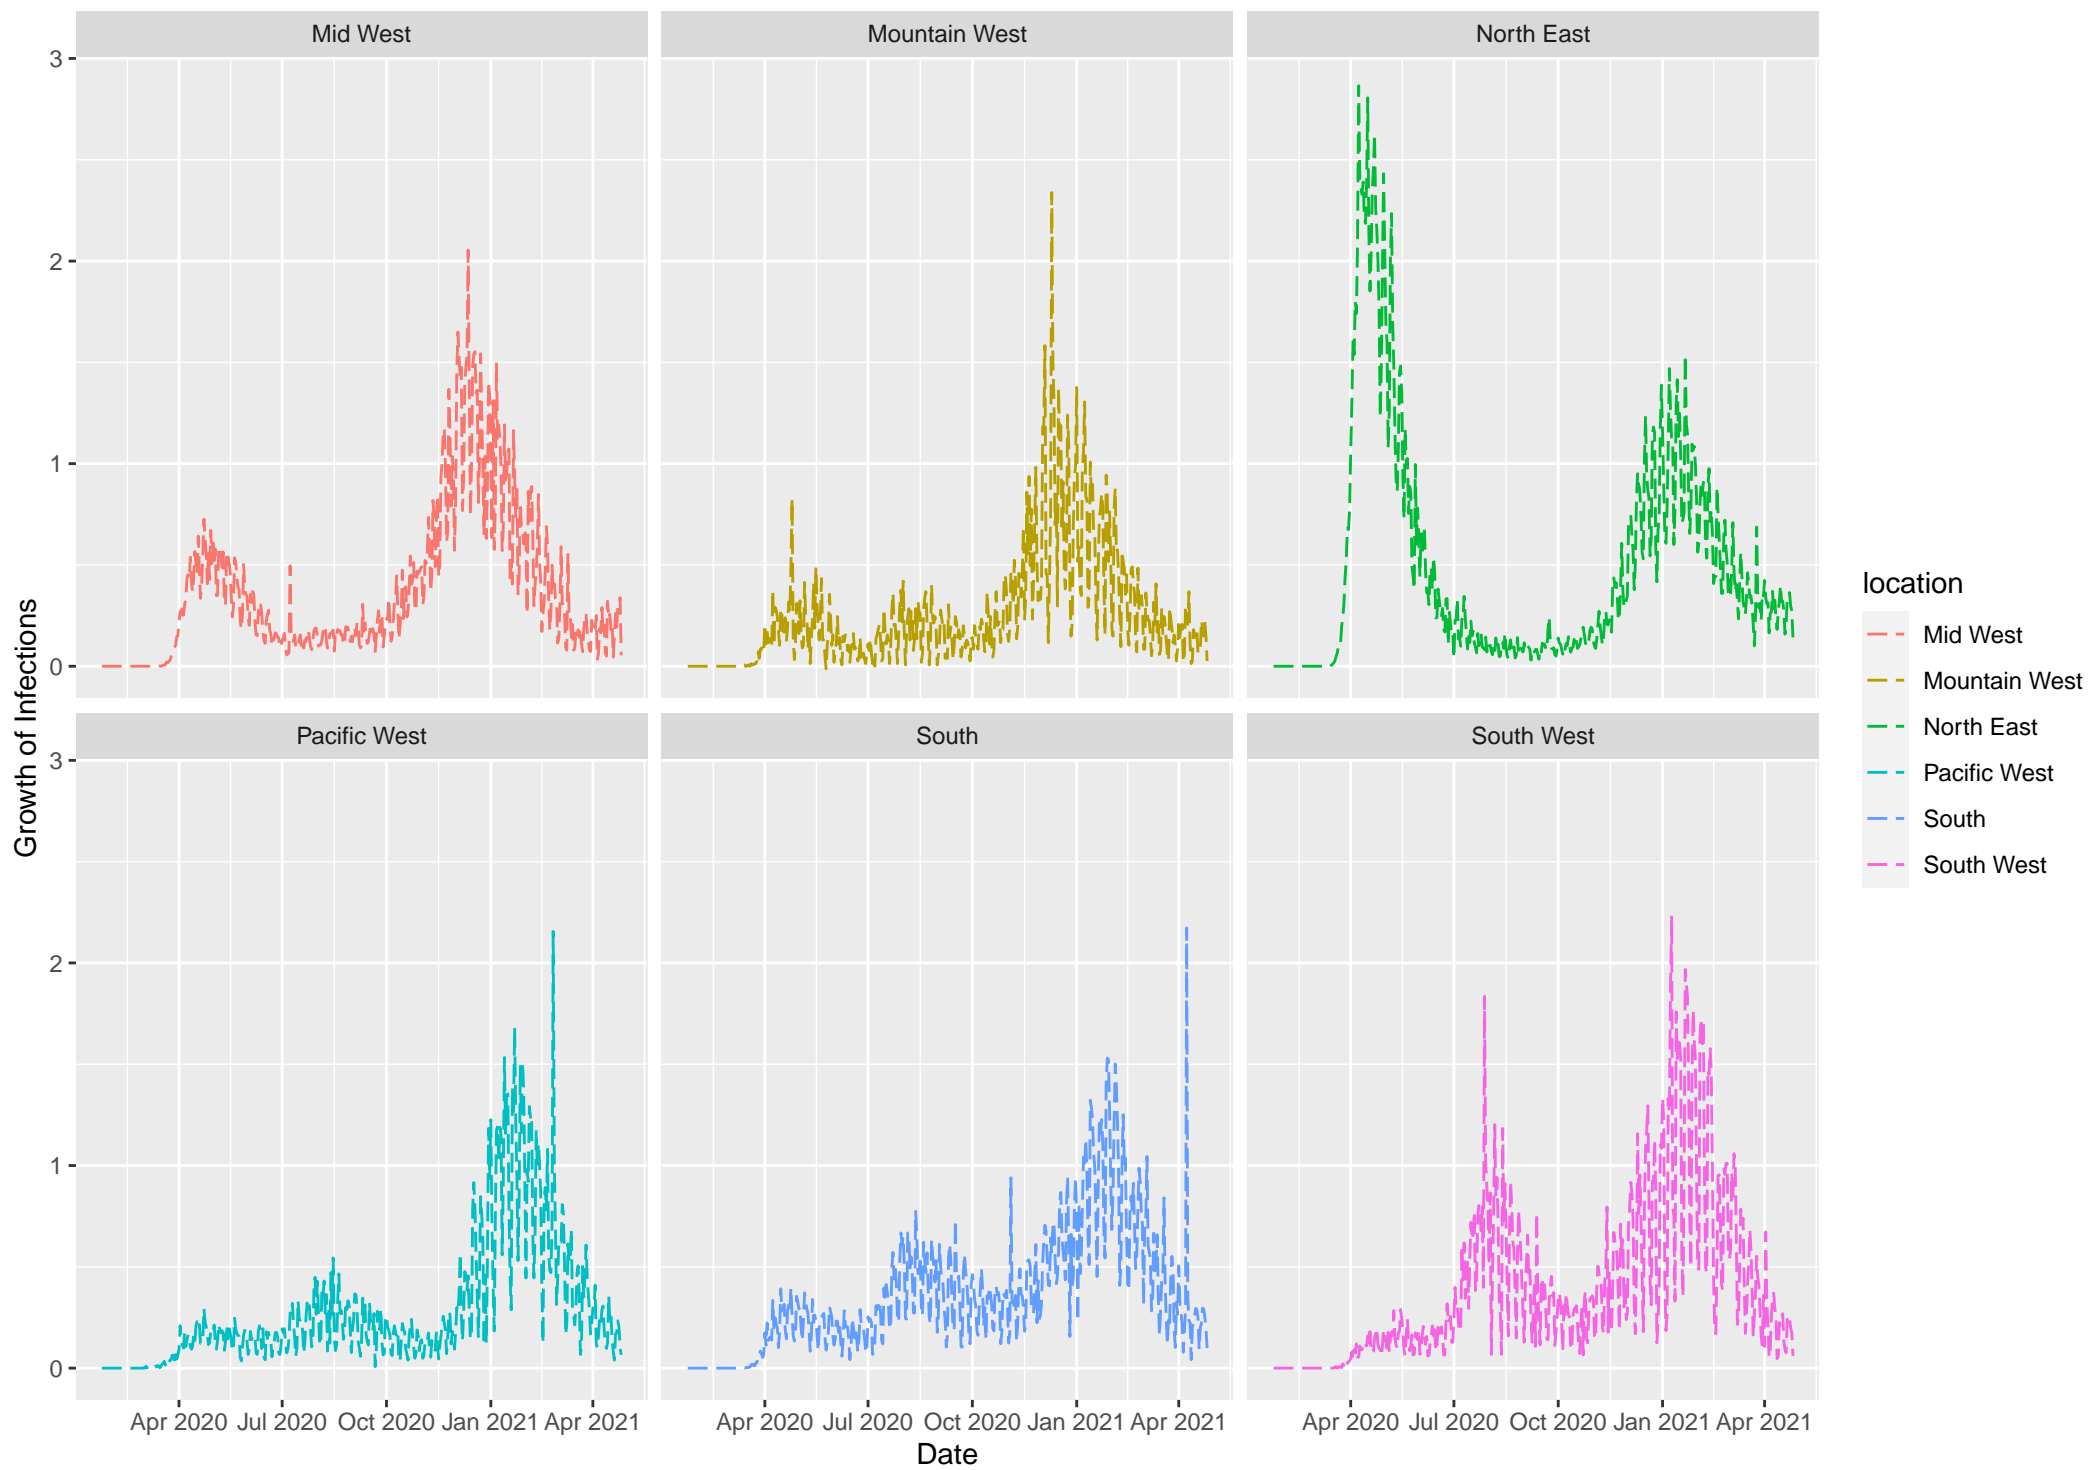 Mid West
Mountain West
North East
3
2
1
0
Pacific West
South
South West
3
2
1
0
Growth of Infections
Apr 2020 Jul 2020 Oct 2020 Jan 2021 Apr 2021
Apr 2020 Jul 2020 Oct 2020 Jan 2021 Apr 2021
Apr 2020 Jul 2020 Oct 2020 Jan 2021 Apr 2021
Date
location
Mid West
Mountain West
North East
Pacific West
South
South West